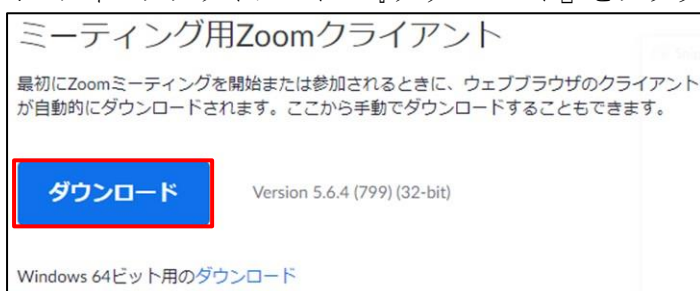 ミーティング用Zoomクライアント
最初にZoomミーティングを開始または参加されるときに、ウェブブラウザのクライアント
が自動的にダウンロードされます。ここから手動でダウンロードすることもできます。
ダウンロード
Version 5.6.4 (799) (32-bit)
Windows 64ビット用のダウンロード